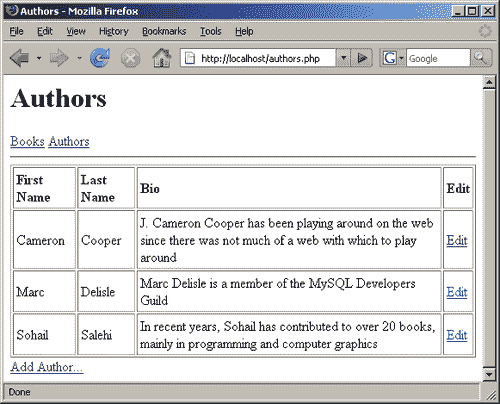 Authors - Mozilla Firefox
File Edit View History Bookmarks Tools Help
http://localhost/authors.php
G Google
Authors
Books Authors
First Name Last Name Bio Edit
Cameron Cooper J. Cameron Cooper has been playing around on the web
since there was not much of a web with which to play
around Edit
Marc Delisle Marc Delisle is a member of the MySQL Developers
Guild Edit
Sohail Salehi In recent years, Sohail has contributed to over 20 books,
mainly in programming and computer graphics Edit
Add Author...
Done